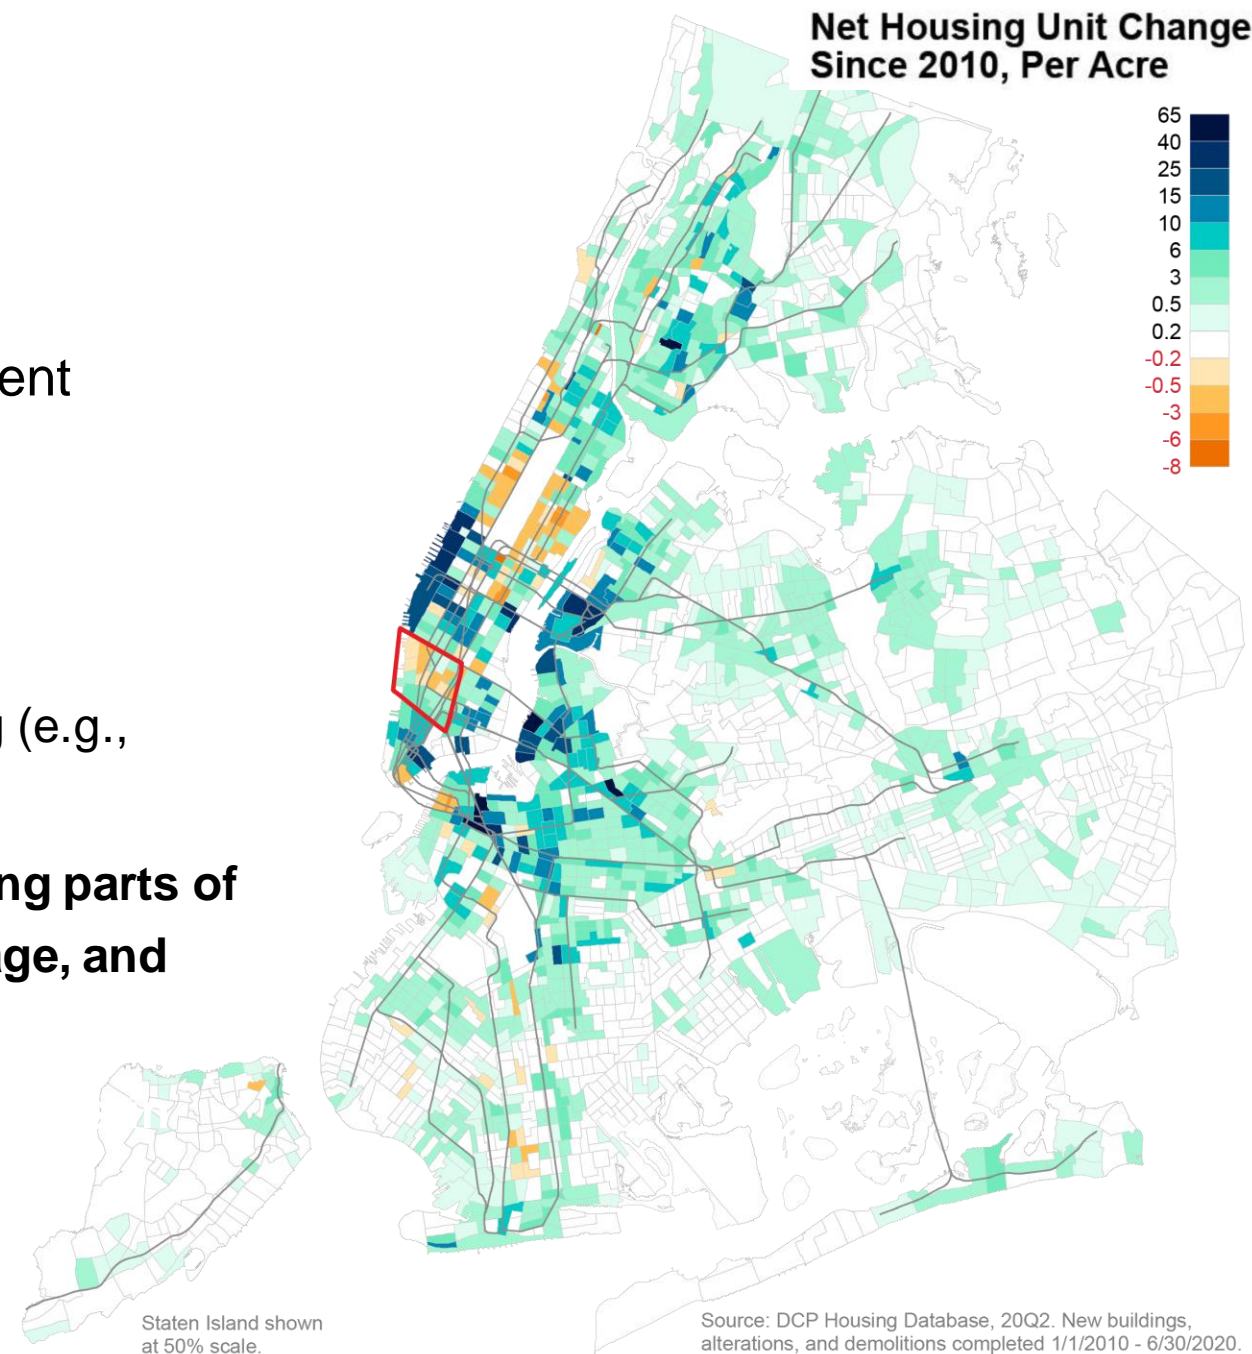 Net Housing Unit Change
Since 2010, Per Acre
65
40
25
15
10
6
3
0.5
0.2
-0.2
-0.5
-3
-6
-8
ent
g (e.g.,
ng parts of
age, and
Staten Island shown
at 50% scale.
Source: DCP Housing Database, 20Q2. New buildings,
alterations, and demolitions completed 1/1/2010 - 6/30/2020.